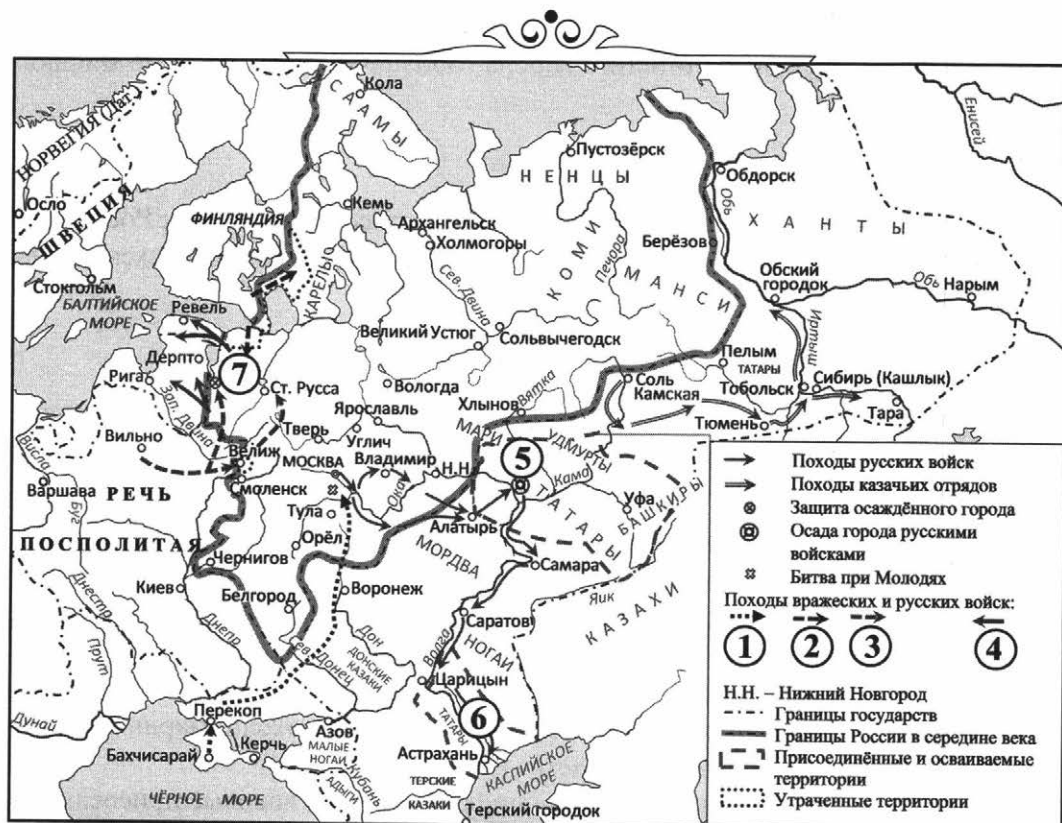 Кола
СААМЫ
НОРВЕГИЯ (Дат.)
Енисей
Пустозёрск
НЕНЦЫ
Обдорск
Обь
ХАНТЫ
Осло
ШВЕЦИЯ
ФИНЛЯНДИЯ
Кемь
Архангельск
Холмогоры
КОМИ
Печора
МАНСИ
Берёзов
Стокгольм
БАЛТИЙСКОЕ
МОРЕ
КАРЕЛЫ
Сев. Двина
Обский
городок
Обь
Нарым
Ревель
Великий Устюг
Сольвычегодск
Иртыш
Дерпт
7
Пелым
ТАТАРЫ
Рига
Зап. Двина
Ст. Русса
Вологда
Вятка
Соль
Камская
Тобольск
Сибирь (Кашлык)
Хлынов
Тара
Тюмень
Ярославль
Тверь
Углич
МАРИ
УДМУРТЫ
Вильно
Висла
Велиж
МОСКВА
Владимир
Н.Н.
5
Кама
Смоленск
Ока
Варшава
РЕЧЬ
Тула
Алатырь
ТАТАРЫ
Уфа
БАШКИРЫ
Буг
ПОСПОЛИТАЯ
Орёл
МОРДВА
Чернигов
Самара
Киев
Воронеж
Яик
КАЗАХИ
Белгород
Днестр
Днепр
Саратов
Прут
Сев. Донец
Дон
ДОНСКИЕ
КАЗАКИ
Волга
НОГАИ
Царицын
Дунай
Перекоп
6
ТАТАРЫ
Азов
МАЛЫЕ
НОГАИ
Бахчисарай
Керчь
Кубань
Астрахань
КАСПИЙСКОЕ
МОРЕ
АДЫГИ
ТЕРСКИЕ
КАЗАКИ
ЧЁРНОЕ МОРЕ
Терский городок
Походы русских войск
Походы казачьих отрядов
Защита осаждённого города
Осада города русскими
войсками
Битва при Молодях
Походы вражеских и русских войск:
1 2 3 4
Н.Н. – Нижний Новгород
Границы государств
Границы России в середине века
Присоединённые и осваиваемые
территории
Утраченные территории